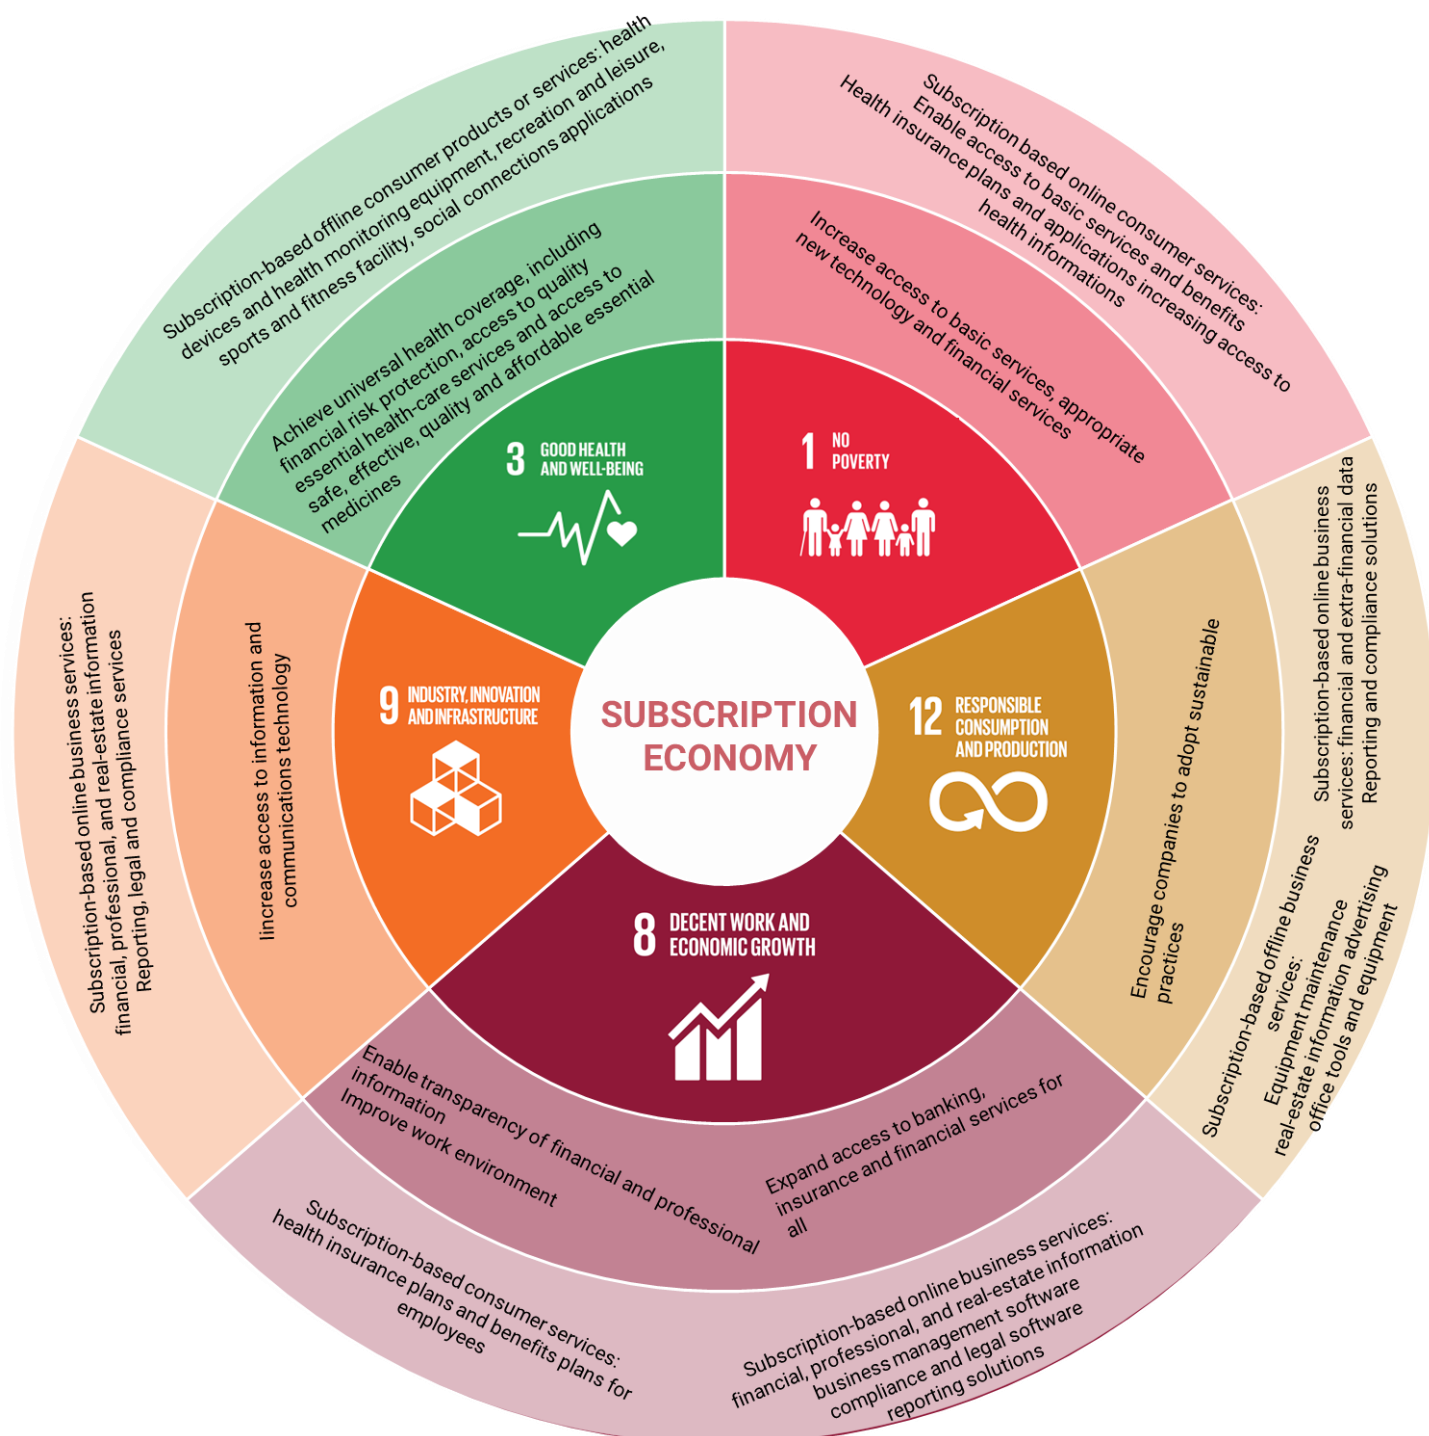 SUBSCRIPTION
ECONOMY
1
NO
POVERTY
Increase access to basic services, appropriate
new technology and financial services
Subscription based online consumer services:
Enable access to basic services and benefits
Health insurance plans and applications increasing access to
health informations
12
RESPONSIBLE
CONSUMPTION
AND PRODUCTION
Encourage companies to adopt sustainable
practices
Subscription-based online business
services: financial and extra-financial data
Reporting and compliance solutions
Subscription-based offline business
services:
Equipment maintenance
real-estate information advertising
office tools and equipment
8
DECENT WORK AND
ECONOMIC GROWTH
Enable transparency of financial and professional
information
Improve work environment
Expand access to banking,
insurance and financial services for
all
Subscription-based consumer services:
health insurance plans and benefits plans for
employees
Subscription-based online business services:
financial, professional, and real-estate information
business management software
compliance and legal software
reporting solutions
9
INDUSTRY, INNOVATION
AND INFRASTRUCTURE
Iincrease access to information and
communications technology
Subscription-based online business services:
financial, professional, and real-estate information
Reporting, legal and compliance services
3
GOOD HEALTH
AND WELL-BEING
Achieve universal health coverage, including
financial risk protection, access to quality
essential health-care services and access to
safe, effective, quality and affordable essential
medicines
Subscription-based offline consumer products or services: health
devices and health monitoring equipment, recreation and leisure,
sports and fitness facility, social connections applications